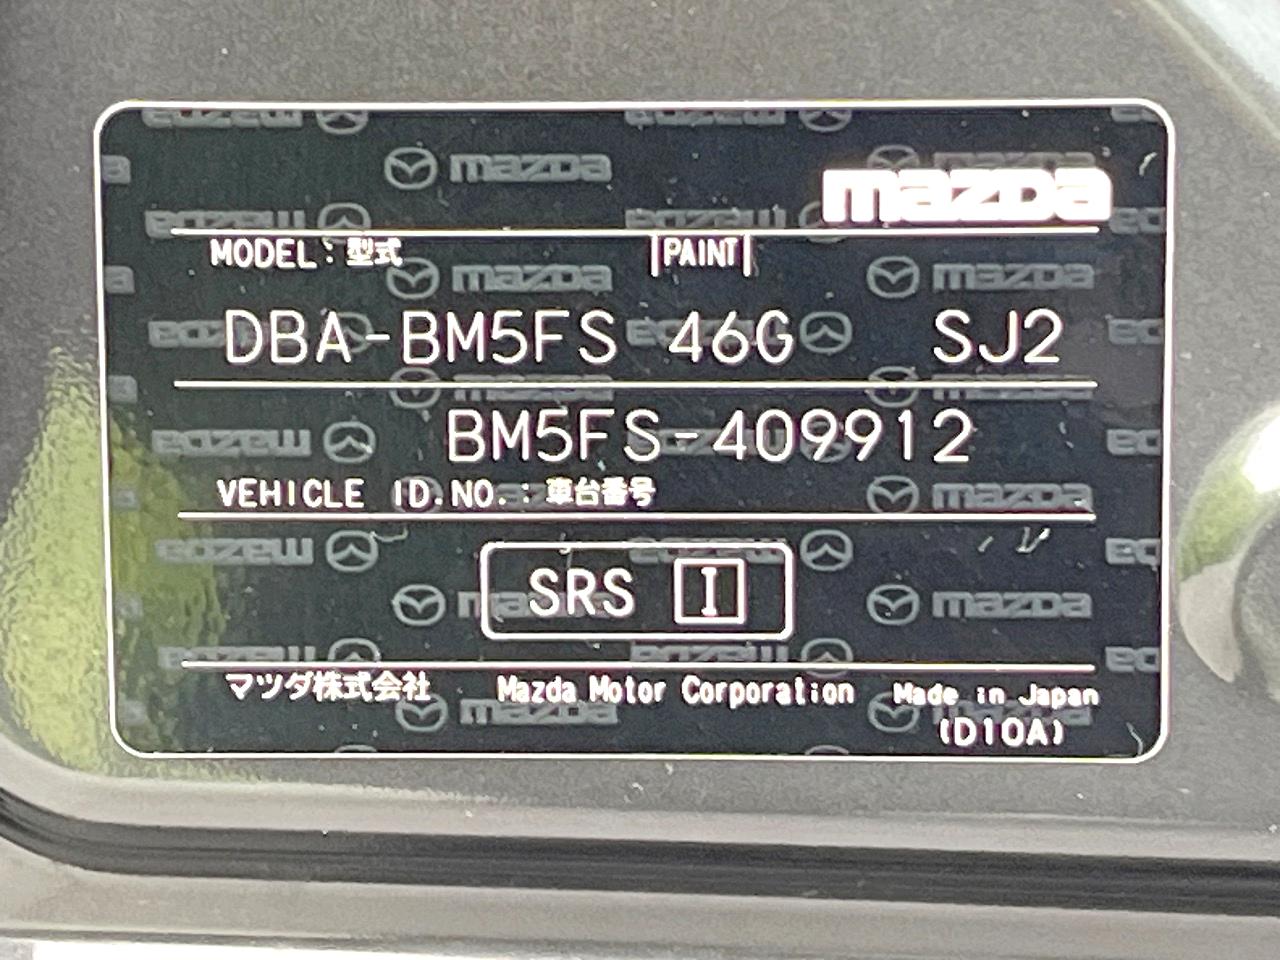 mazda
MODEL：型式 |PAINT|
DBA-BM5FS 46G SJ2
BM5FS-409912
VEHICLE ID.NO.：車台番号
SRS I
マツダ株式会社 Mazda Motor Corporation Made in Japan
(D10A)